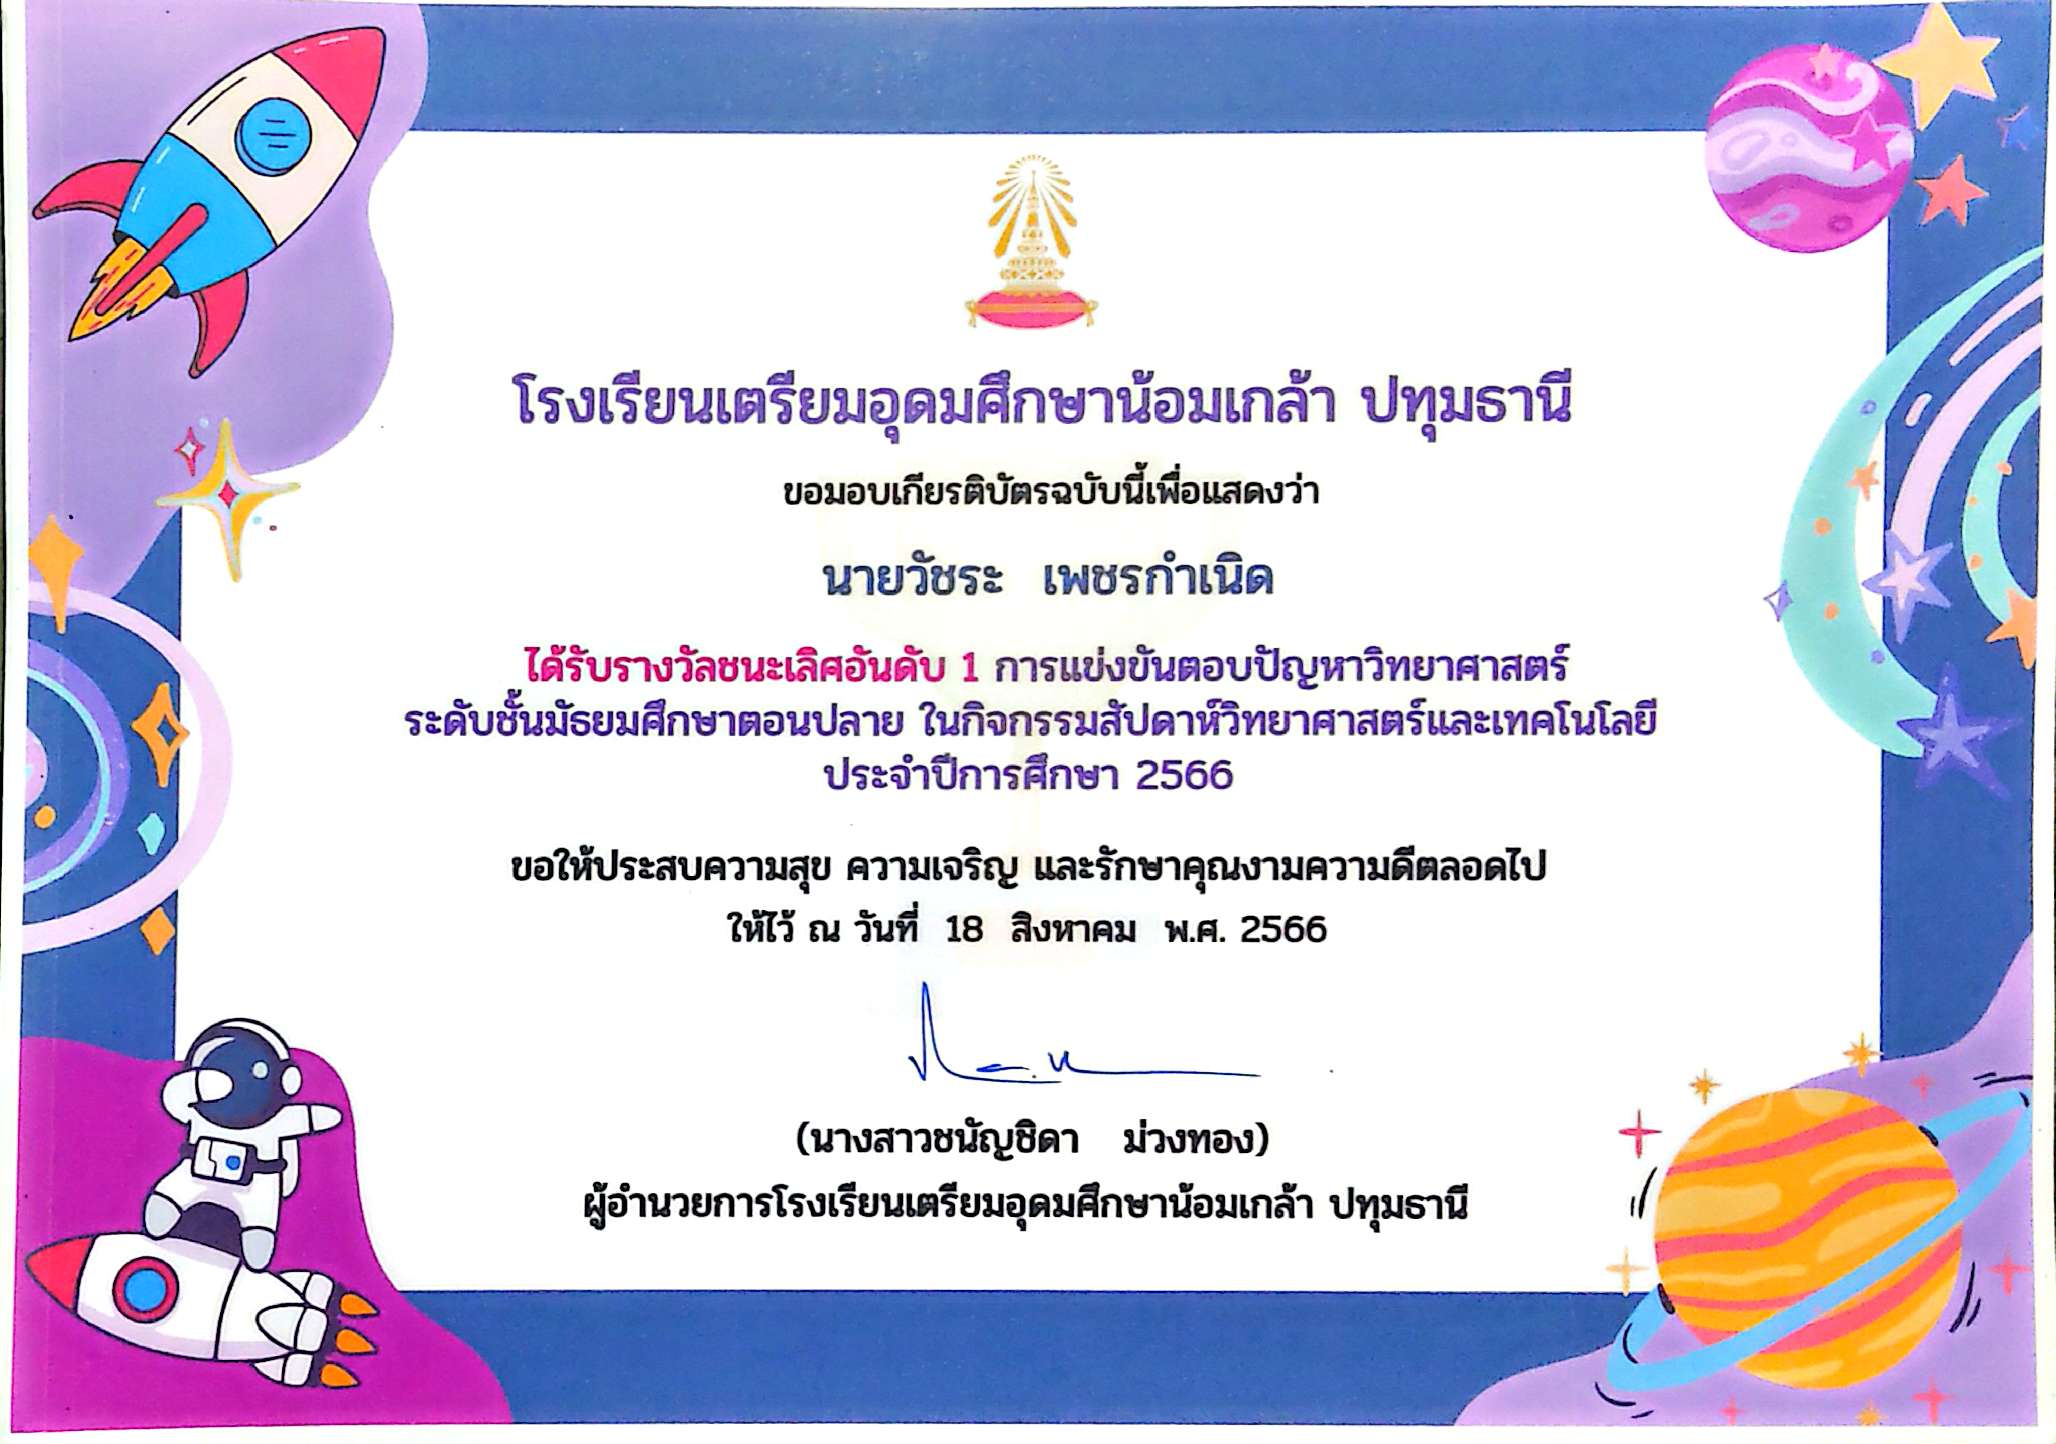 โรงเรียนเตรียมอุดมศึกษาน้อมเกล้า ปทุมธานี
ขอมอบเกียรติบัตรฉบับนี้เพื่อแสดงว่า
นายวัชระ เพชรกำเนิด
ได้รับรางวัลชนะเลิศอันดับ 1 การแข่งขันตอบปัญหาวิทยาศาสตร์
ระดับชั้นมัธยมศึกษาตอนปลาย ในกิจกรรมสัปดาห์วิทยาศาสตร์และเทคโนโลยี
ประจำปีการศึกษา 2566
ขอให้ประสบความสุข ความเจริญ และรักษาคุณงามความดีตลอดไป
ให้ไว้ ณ วันที่ 18 สิงหาคม พ.ศ. 2566
(นางสาวชนัญชิดา ม่วงทอง)
ผู้อำนวยการโรงเรียนเตรียมอุดมศึกษาน้อมเกล้า ปทุมธานี